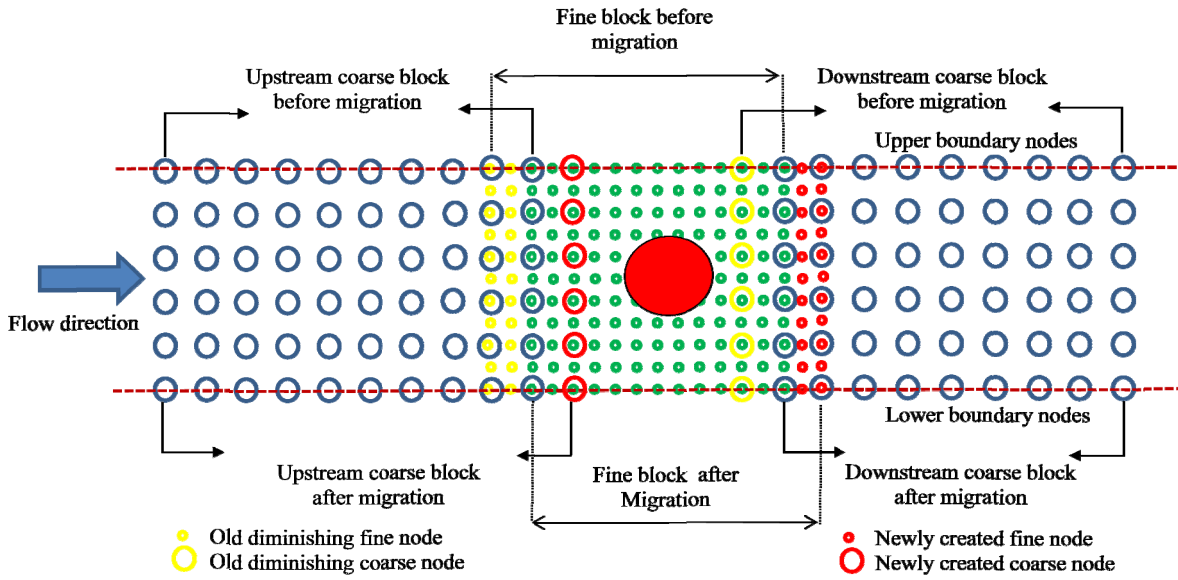 Fine block before
migration
Upstream coarse block
before migration
Downstream coarse block
before migration
Upper boundary nodes
Flow direction
Lower boundary nodes
Upstream coarse block
after migration
Fine block after
Migration
Downstream coarse block
after migration
Old diminishing fine node
Old diminishing coarse node
Newly created fine node
Newly created coarse node